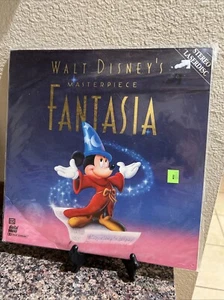 STEREO
LASERDISC
WALT DISNEY'S
MASTERPIECE
FANTASIA